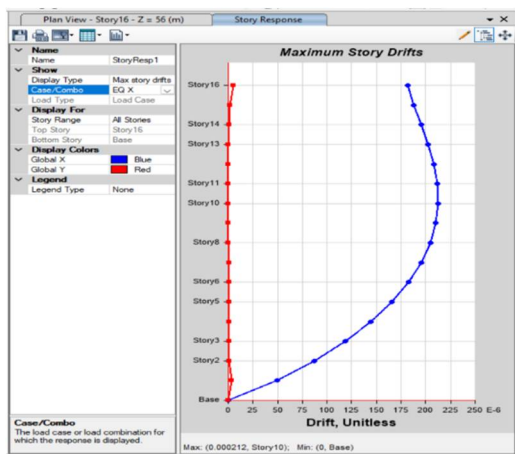 Plan View - Story16 - Z = 56 (m)
Story Response
Name
Name StoryResp1
Show
Display Type Max story drifts
Case/Combo EQ X
Load Type Load Case
Display For
Story Range All Stories
Top Story Story16
Bottom Story Base
Display Colors
Global X Blue
Global Y Red
Legend
Legend Type None
Case/Combo
The load case or load combination for
which the response is displayed.
Maximum Story Drifts
Story16
Story14
Story13
Story11
Story10
Story8
Story6
Story5
Story3
Story2
Base
0 25 50 75 100 125 150 175 200 225 250 E-6
Drift, Unitless
Max: (0.000212, Story10); Min: (0, Base)